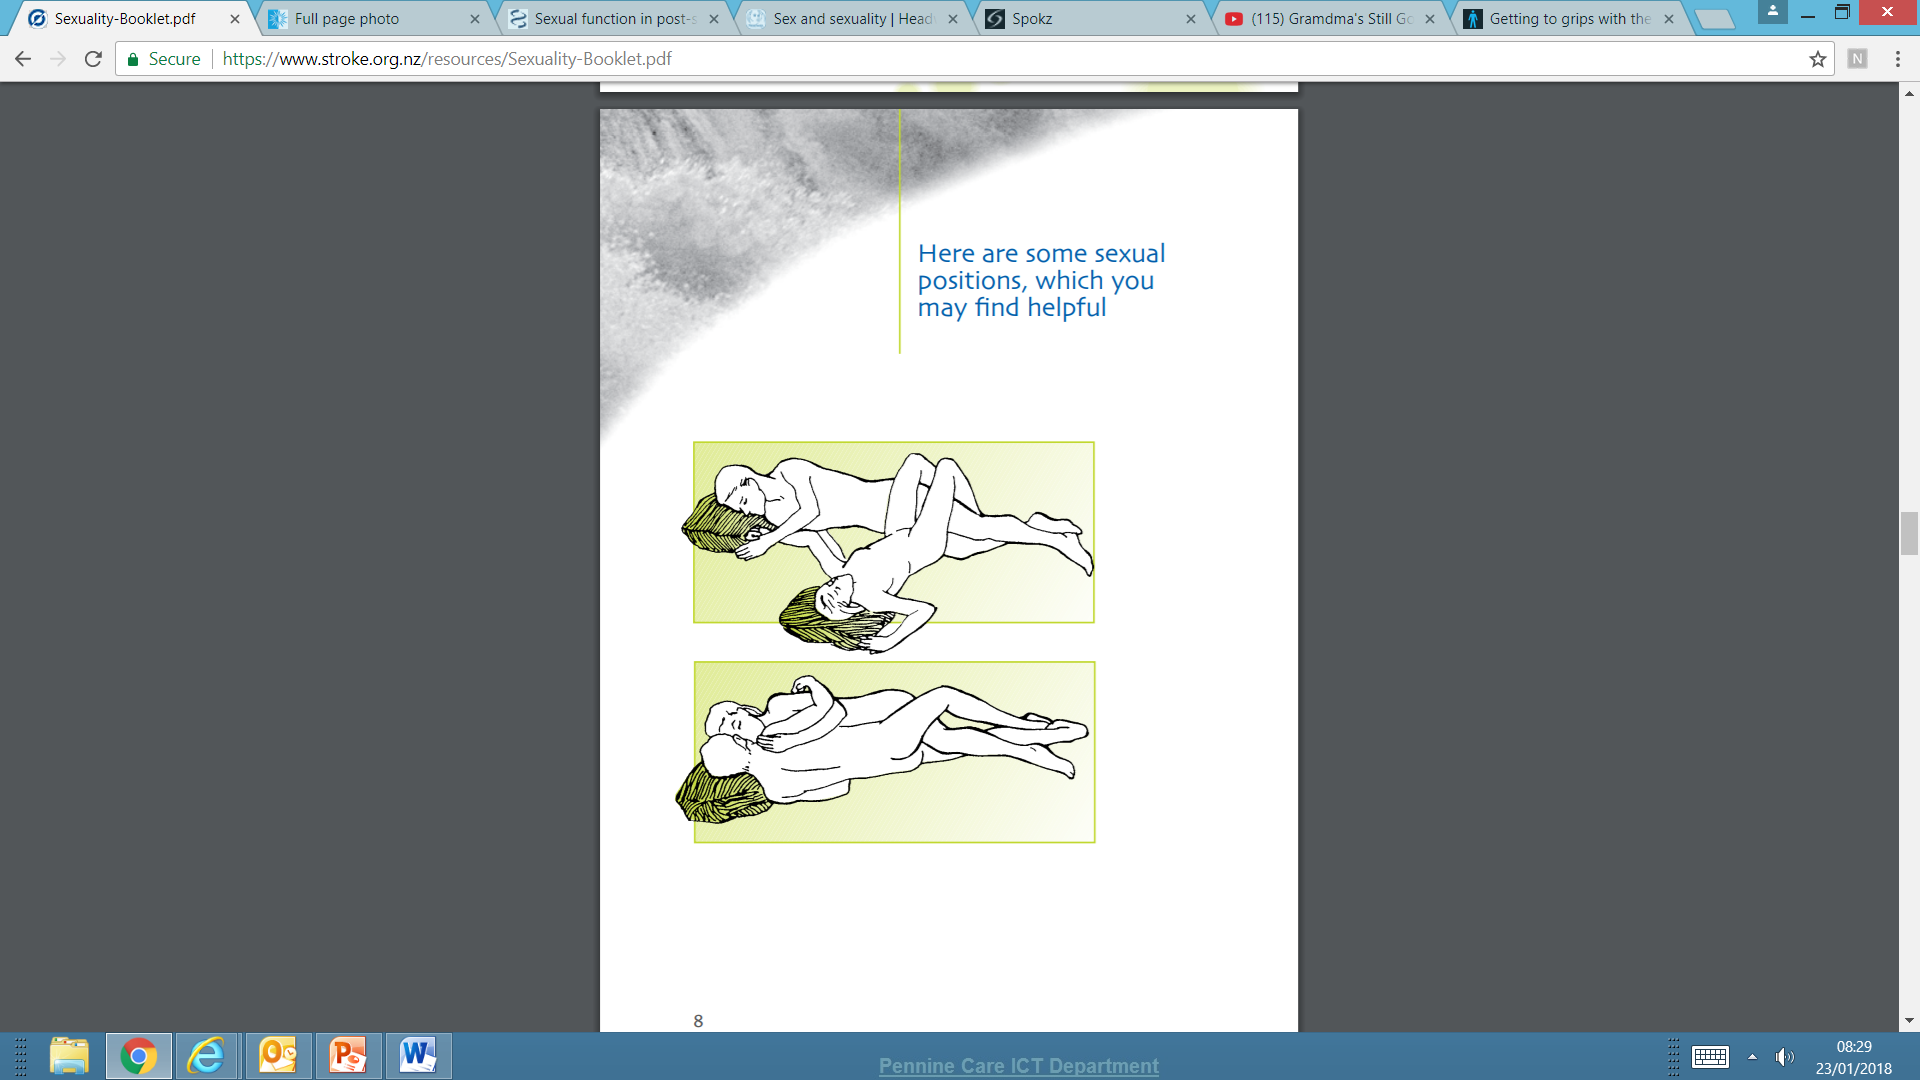 Sexuality-Booklet.pdf
Full page photo
Sexual function in post-s
Sex and sexuality | Head
Spokz
(115) Gramdma's Still Go
Getting to grips with the
Secure
https://www.stroke.org.nz/resources/Sexuality-Booklet.pdf
N
Here are some sexual
positions, which you
may find helpful
8
Pennine Care ICT Department
08:29
23/01/2018